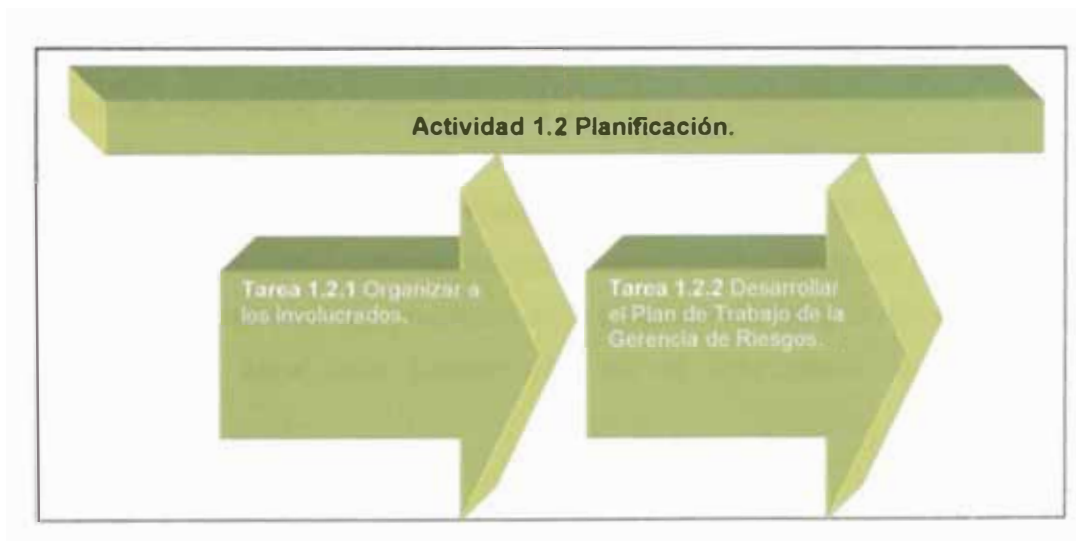 Actividad 1.2 Planificación.
Tarea 1.2.1 Organizar a
los involucrados.
Tarea 1.2.2 Desarrollar
el Plan de Trabajo de la
Gerencia de Riesgos.